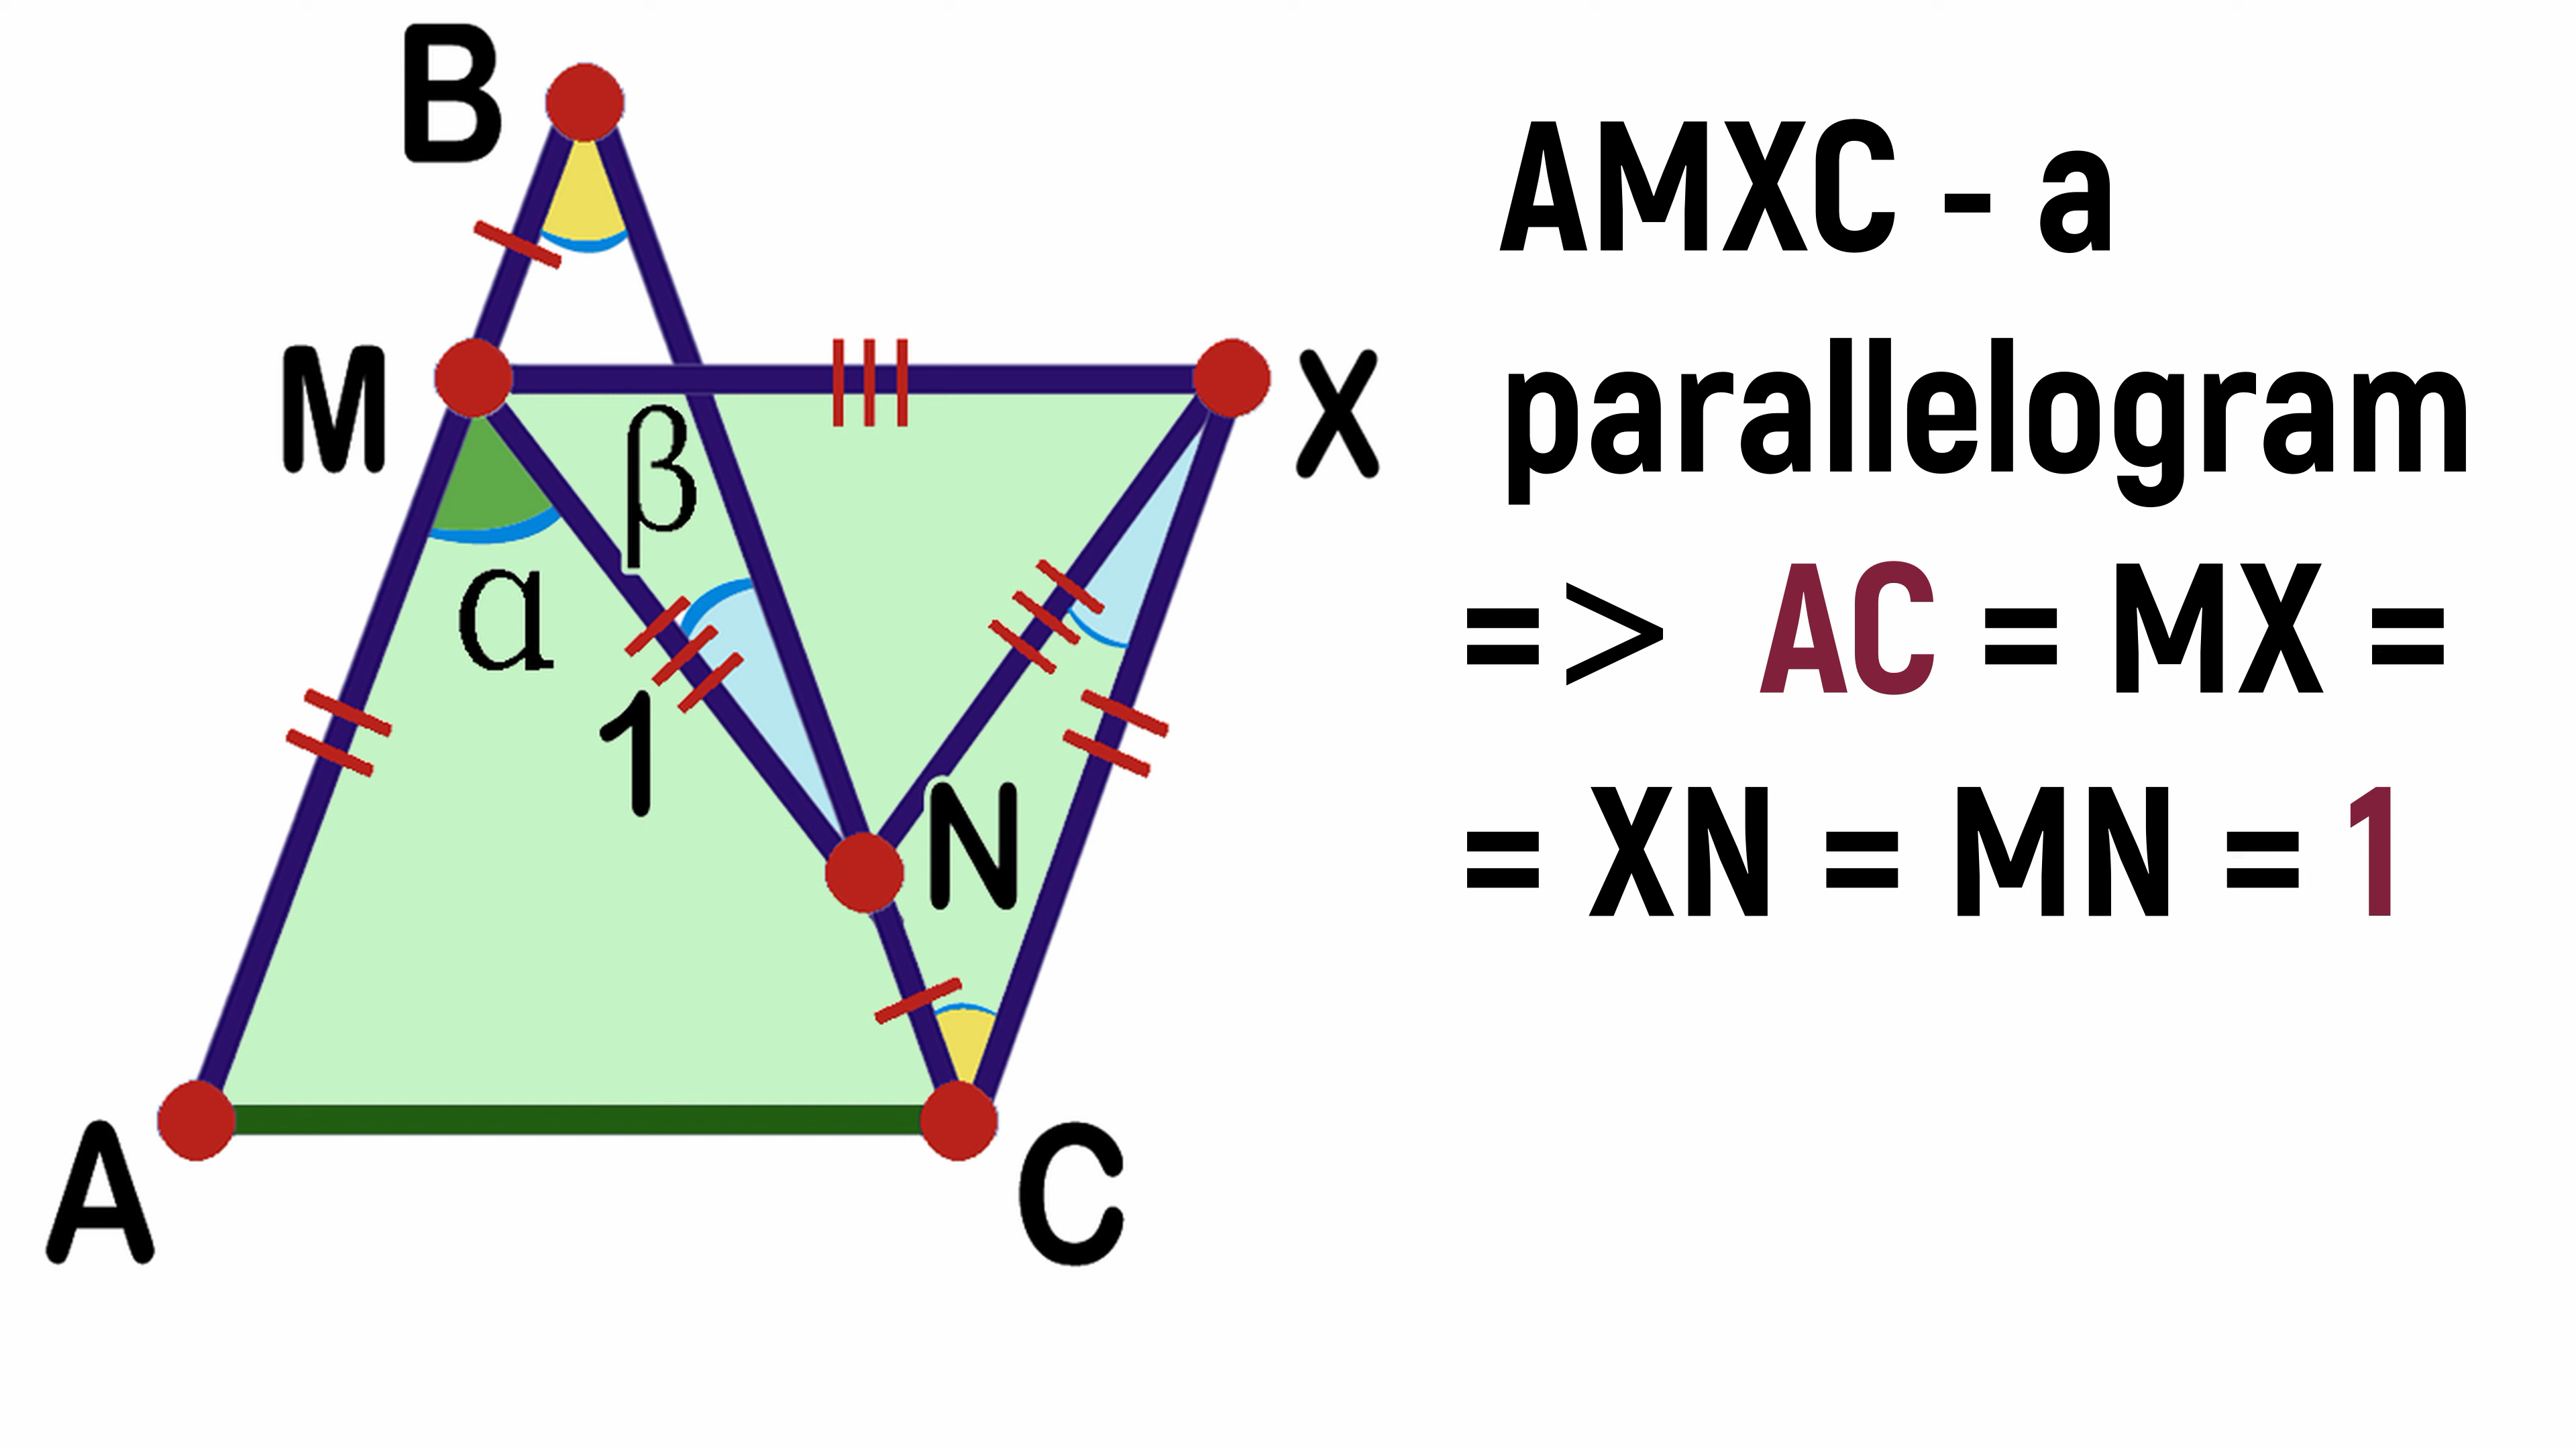 B
M
X
β
α
1
N
A
C
AMXC - a
parallelogram
=> AC = MX =
= XN = MN = 1